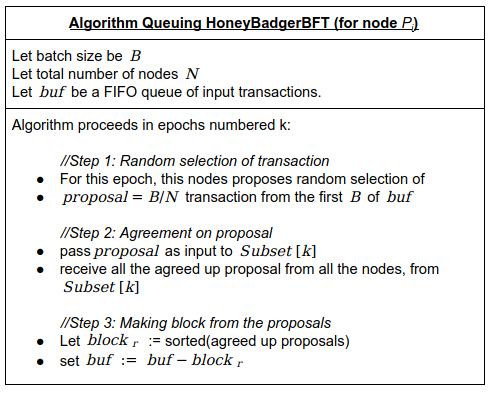 Algorithm Queuing HoneyBadgerBFT (for node Pᵢ)
Let batch size be B
Let total number of nodes N
Let buf be a FIFO queue of input transactions.
Algorithm proceeds in epochs numbered k:
//Step 1: Random selection of transaction
● For this epoch, this nodes proposes random selection of
● proposal = B/N transaction from the first B of buf
//Step 2: Agreement on proposal
● pass proposal as input to Subset [k]
● receive all the agreed up proposal from all the nodes, from
Subset [k]
//Step 3: Making block from the proposals
● Let block r := sorted(agreed up proposals)
● set buf := buf − block r